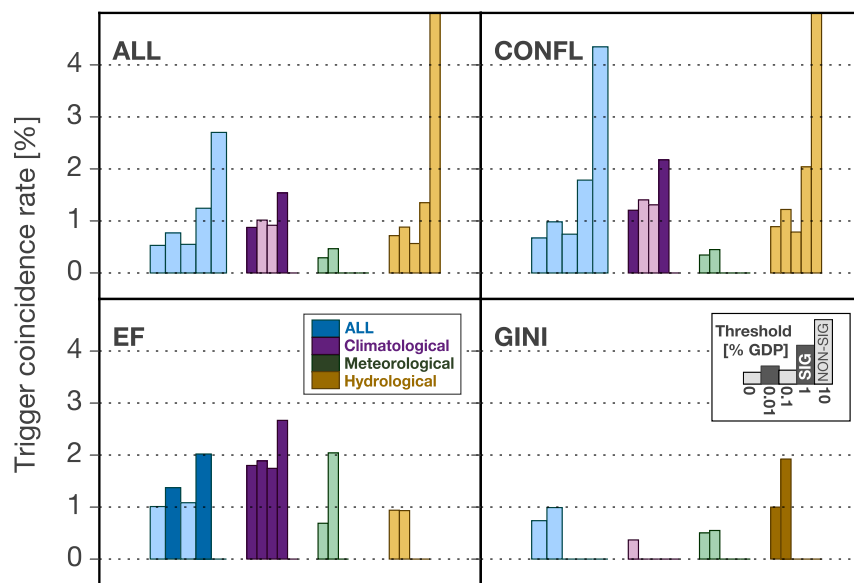 Trigger coincidence rate [%]
ALL
4
3
2
1
0
CONFL
EF
4
3
2
1
0
ALL
Climatological
Meteorological
Hydrological
GINI
Threshold
[% GDP]
SIG
NON-SIG
0
0.01
0.1
1
10